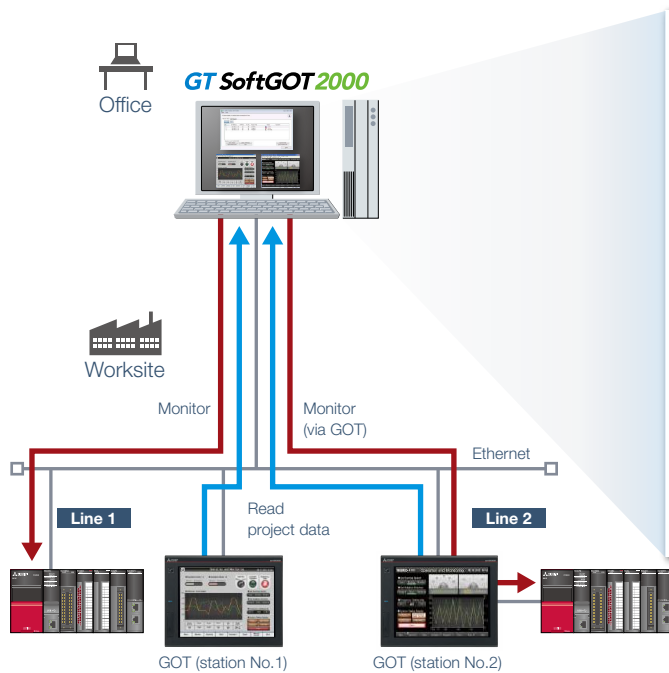 GT SoftGOT2000
Office
Worksite
Monitor
Monitor
(via GOT)
Ethernet
Line 1
Read
project data
Line 2
GOT (station No.1)
GOT (station No.2)